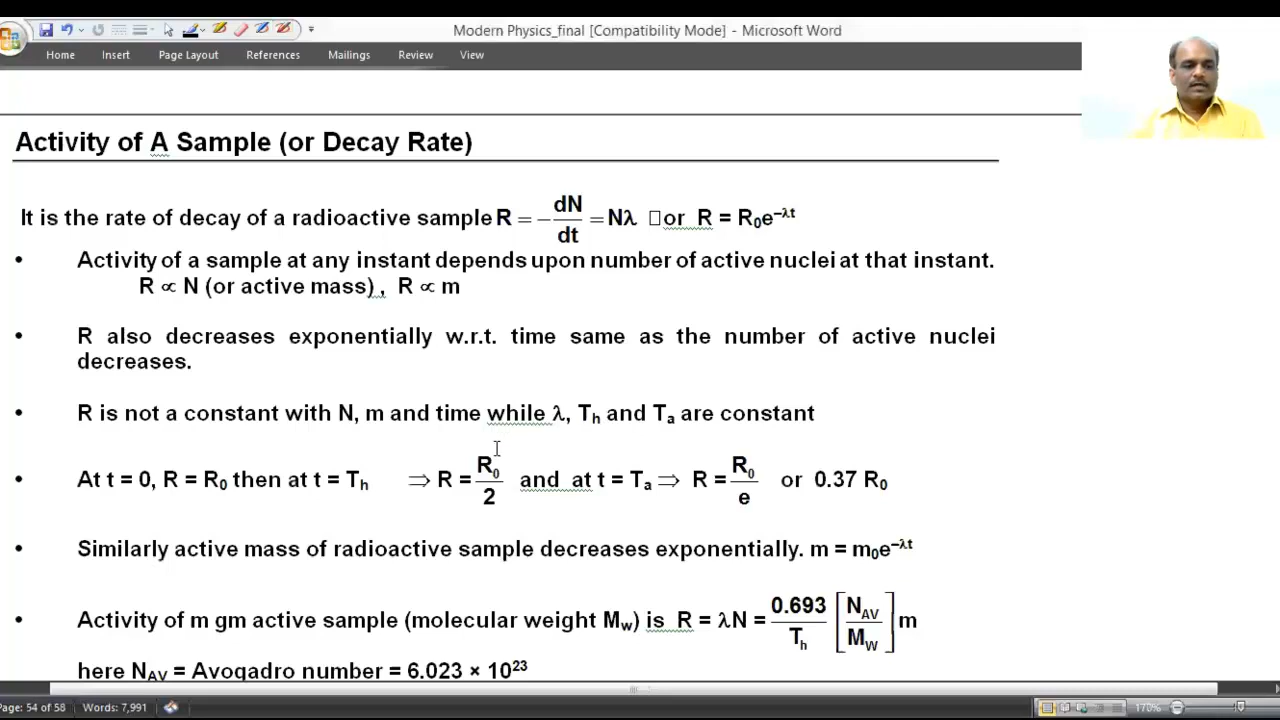 Modern Physics_final [Compatibility Mode] - Microsoft Word
Home Insert Page Layout References Mailings Review View
Activity of A Sample (or Decay Rate)
It is the rate of decay of a radioactive sample R = − dN/dt = Nλ □or R = R₀e⁻λt
• Activity of a sample at any instant depends upon number of active nuclei at that instant.
R ∝ N (or active mass) , R ∝ m
• R also decreases exponentially w.r.t. time same as the number of active nuclei
decreases.
• R is not a constant with N, m and time while λ, Tₕ and Tₐ are constant
• At t = 0, R = R₀ then at t = Tₕ ⇒ R = R₀/2 and at t = Tₐ ⇒ R = R₀/e or 0.37 R₀
• Similarly active mass of radioactive sample decreases exponentially. m = m₀e⁻λt
• Activity of m gm active sample (molecular weight Mw) is R = λN = 0.693/Tₕ [NAV/MW] m
here NAV = Avogadro number = 6.023 × 10²³
Page: 54 of 58 Words: 7,991 170%